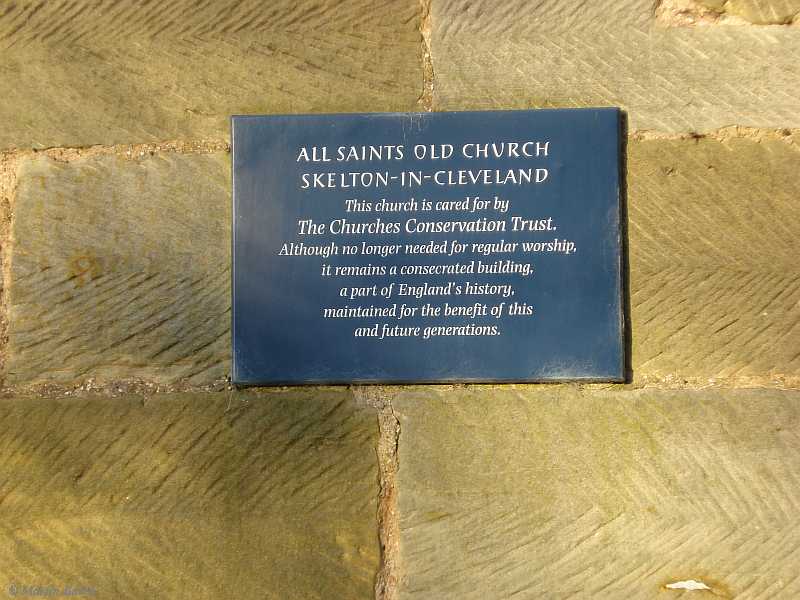 ALL SAINTS OLD CHURCH
SKELTON-IN-CLEVELAND
This church is cared for by
The Churches Conservation Trust.
Although no longer needed for regular worship,
it remains a consecrated building,
a part of England's history,
maintained for the benefit of this
and future generations.